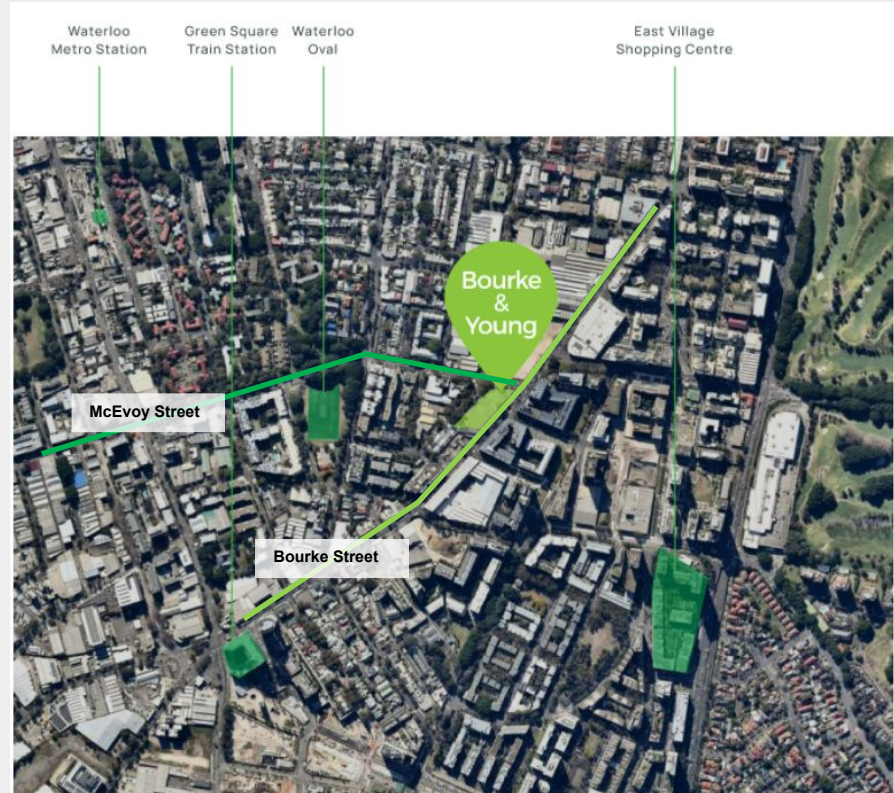 Waterloo
Metro Station
Green Square
Train Station
Waterloo
Oval
East Village
Shopping Centre
Bourke
&
Young
McEvoy Street
Bourke Street